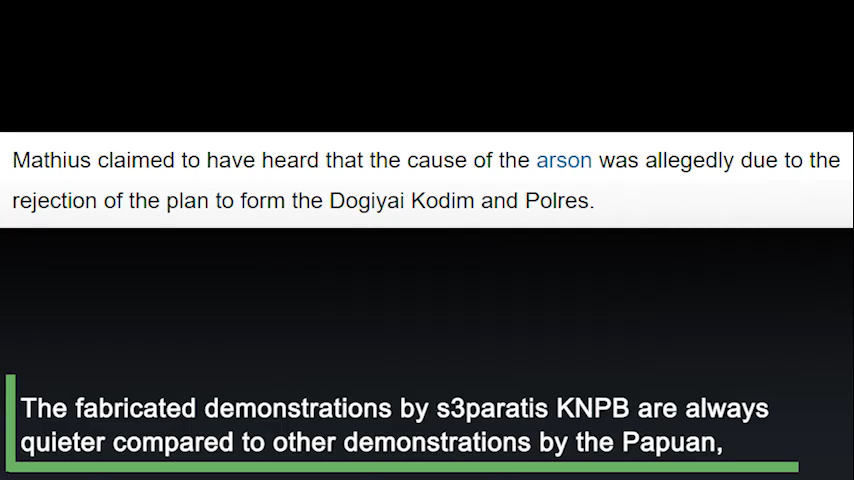 Mathius claimed to have heard that the cause of the arson was allegedly due to the
rejection of the plan to form the Dogiyai Kodim and Polres.
The fabricated demonstrations by s3paratis KNPB are always
quieter compared to other demonstrations by the Papuan,